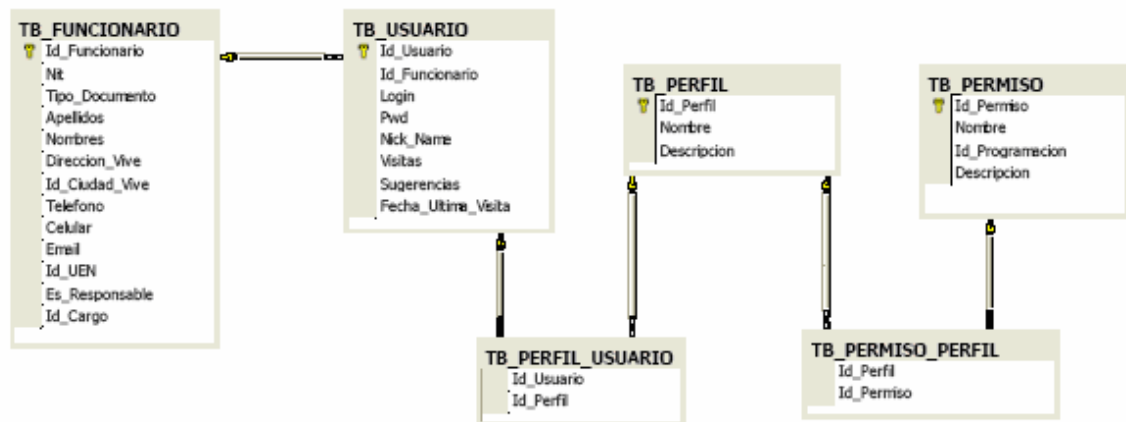 TB_FUNCIONARIO
Id_Funcionario
Nit
Tipo_Documento
Apellidos
Nombres
Direccion_Vive
Id_Ciudad_Vive
Telefono
Celular
Email
Id_UEN
Es_Responsable
Id_Cargo
TB_USUARIO
Id_Usuario
Id_Funcionario
Login
Pwd
Nick_Name
Visitas
Sugerencias
Fecha_Ultima_Visita
TB_PERFIL
Id_Perfil
Nombre
Descripcion
TB_PERMISO
Id_Permiso
Nombre
Id_Programacion
Descripcion
TB_PERFIL_USUARIO
Id_Usuario
Id_Perfil
TB_PERMISO_PERFIL
Id_Perfil
Id_Permiso